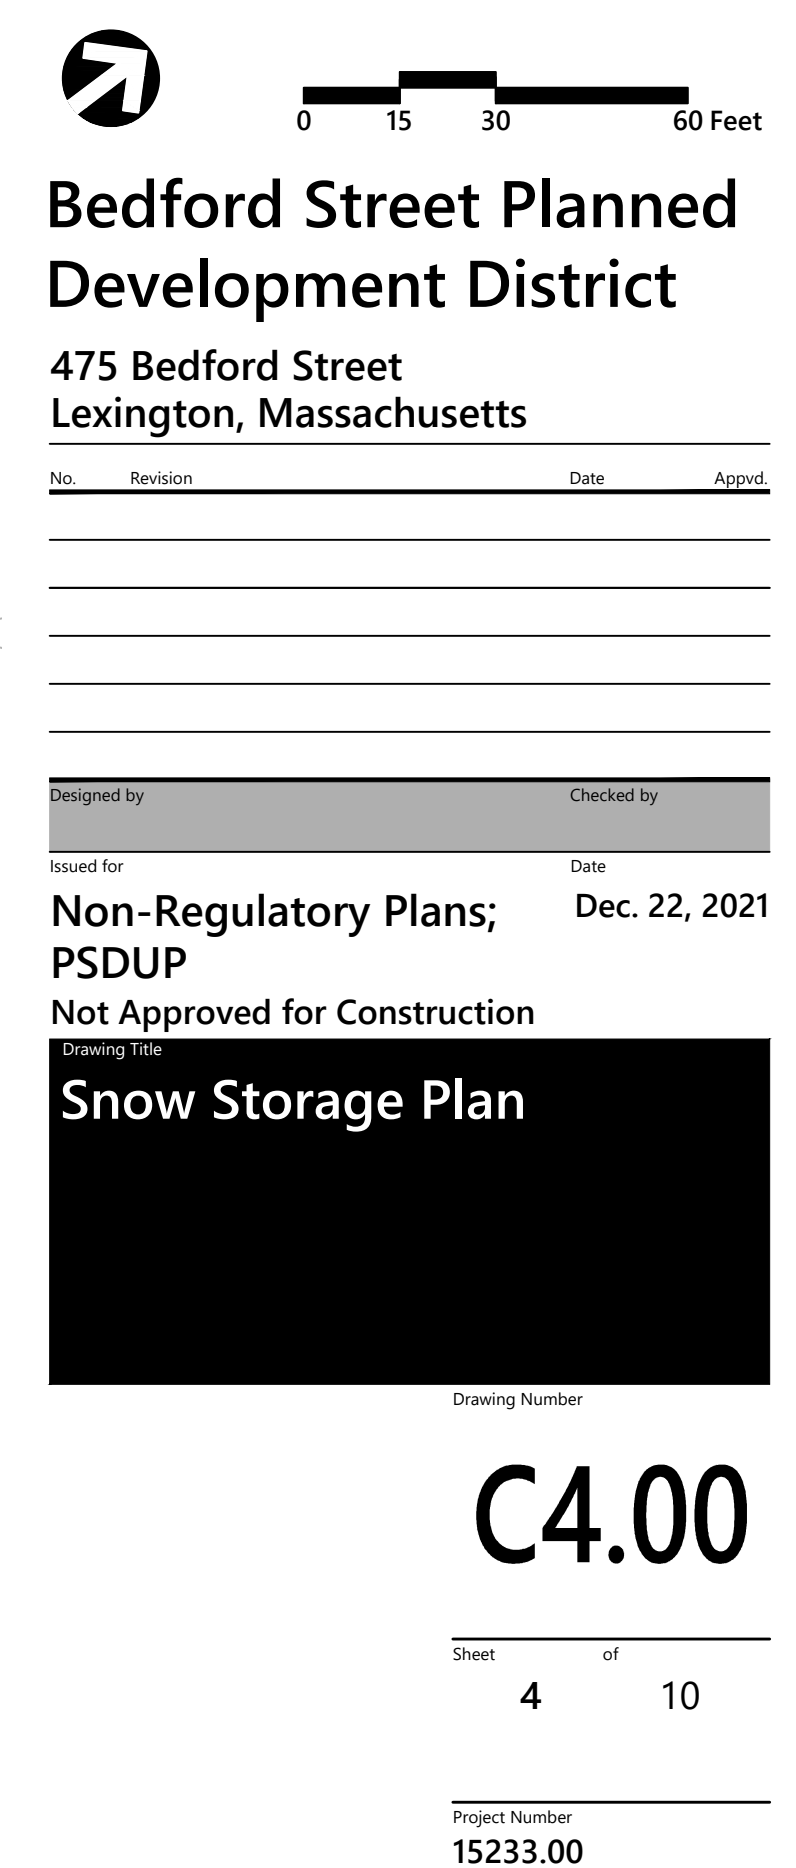 0 15 30 60 Feet
Bedford Street Planned
Development District
475 Bedford Street
Lexington, Massachusetts
No. Revision Date Appvd.
Designed by Checked by
Issued for Date
Non-Regulatory Plans; Dec. 22, 2021
PSDUP
Not Approved for Construction
Drawing Title
Snow Storage Plan
Drawing Number
C4.00
Sheet of
4 10
Project Number
15233.00